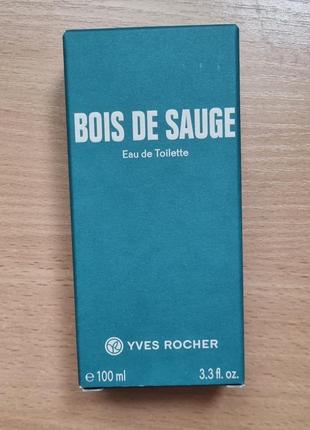 BOIS DE SAUGE
Eau de Toilette
YVES ROCHER
℮ 100 ml 3.3 fl. oz.